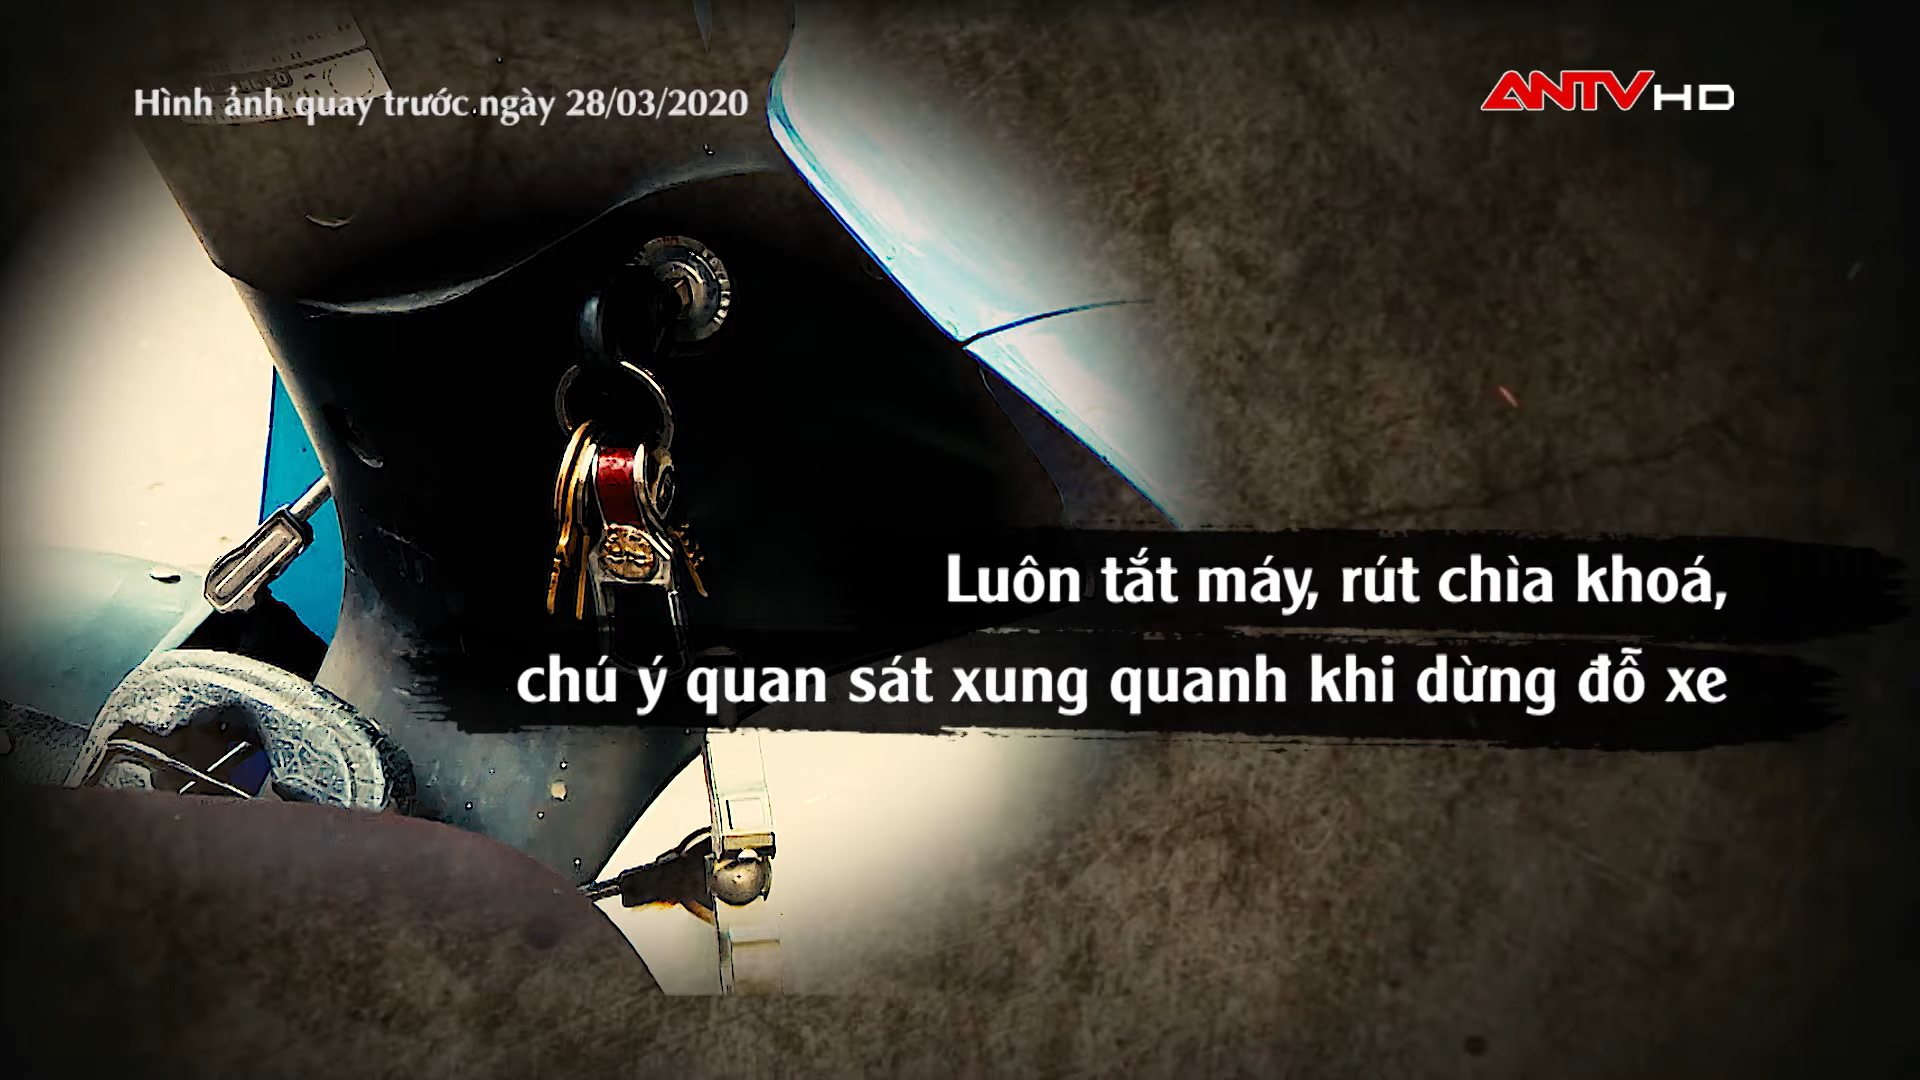 Hình ảnh quay trước ngày 28/03/2020
ANTV HD
Luôn tắt máy, rút chìa khoá,
chú ý quan sát xung quanh khi dừng đỗ xe